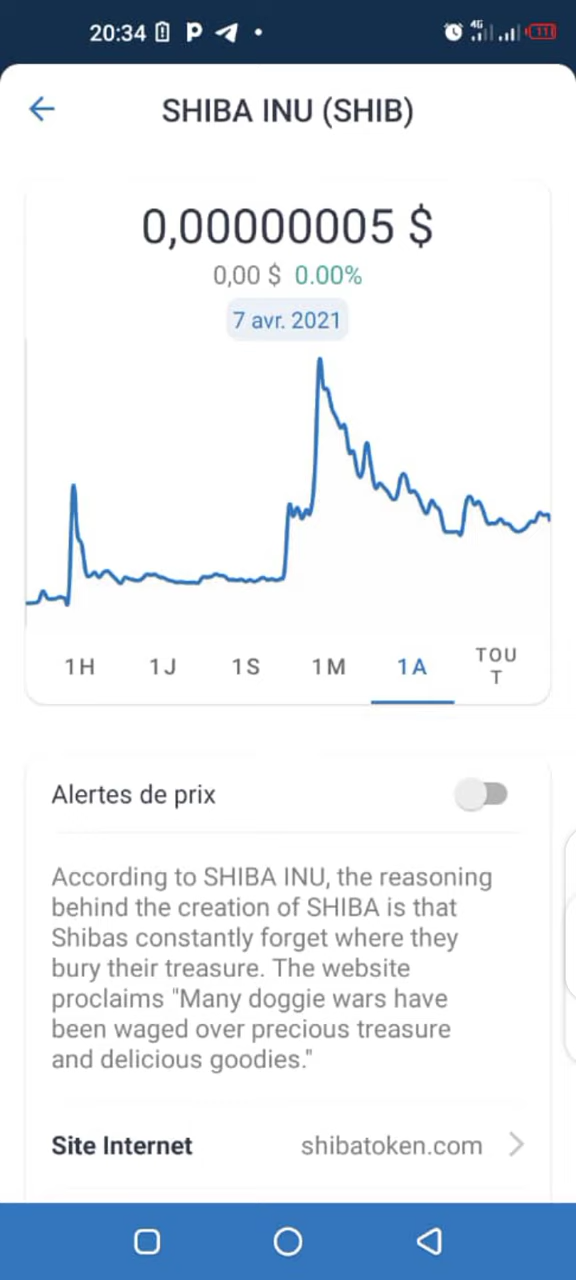 20:34
4G
11
SHIBA INU (SHIB)
0,00000005 $
0,00 $ 0.00%
7 avr. 2021
1H 1J 1S 1M 1A TOU
T
Alertes de prix
According to SHIBA INU, the reasoning
behind the creation of SHIBA is that
Shibas constantly forget where they
bury their treasure. The website
proclaims "Many doggie wars have
been waged over precious treasure
and delicious goodies."
Site Internet shibatoken.com